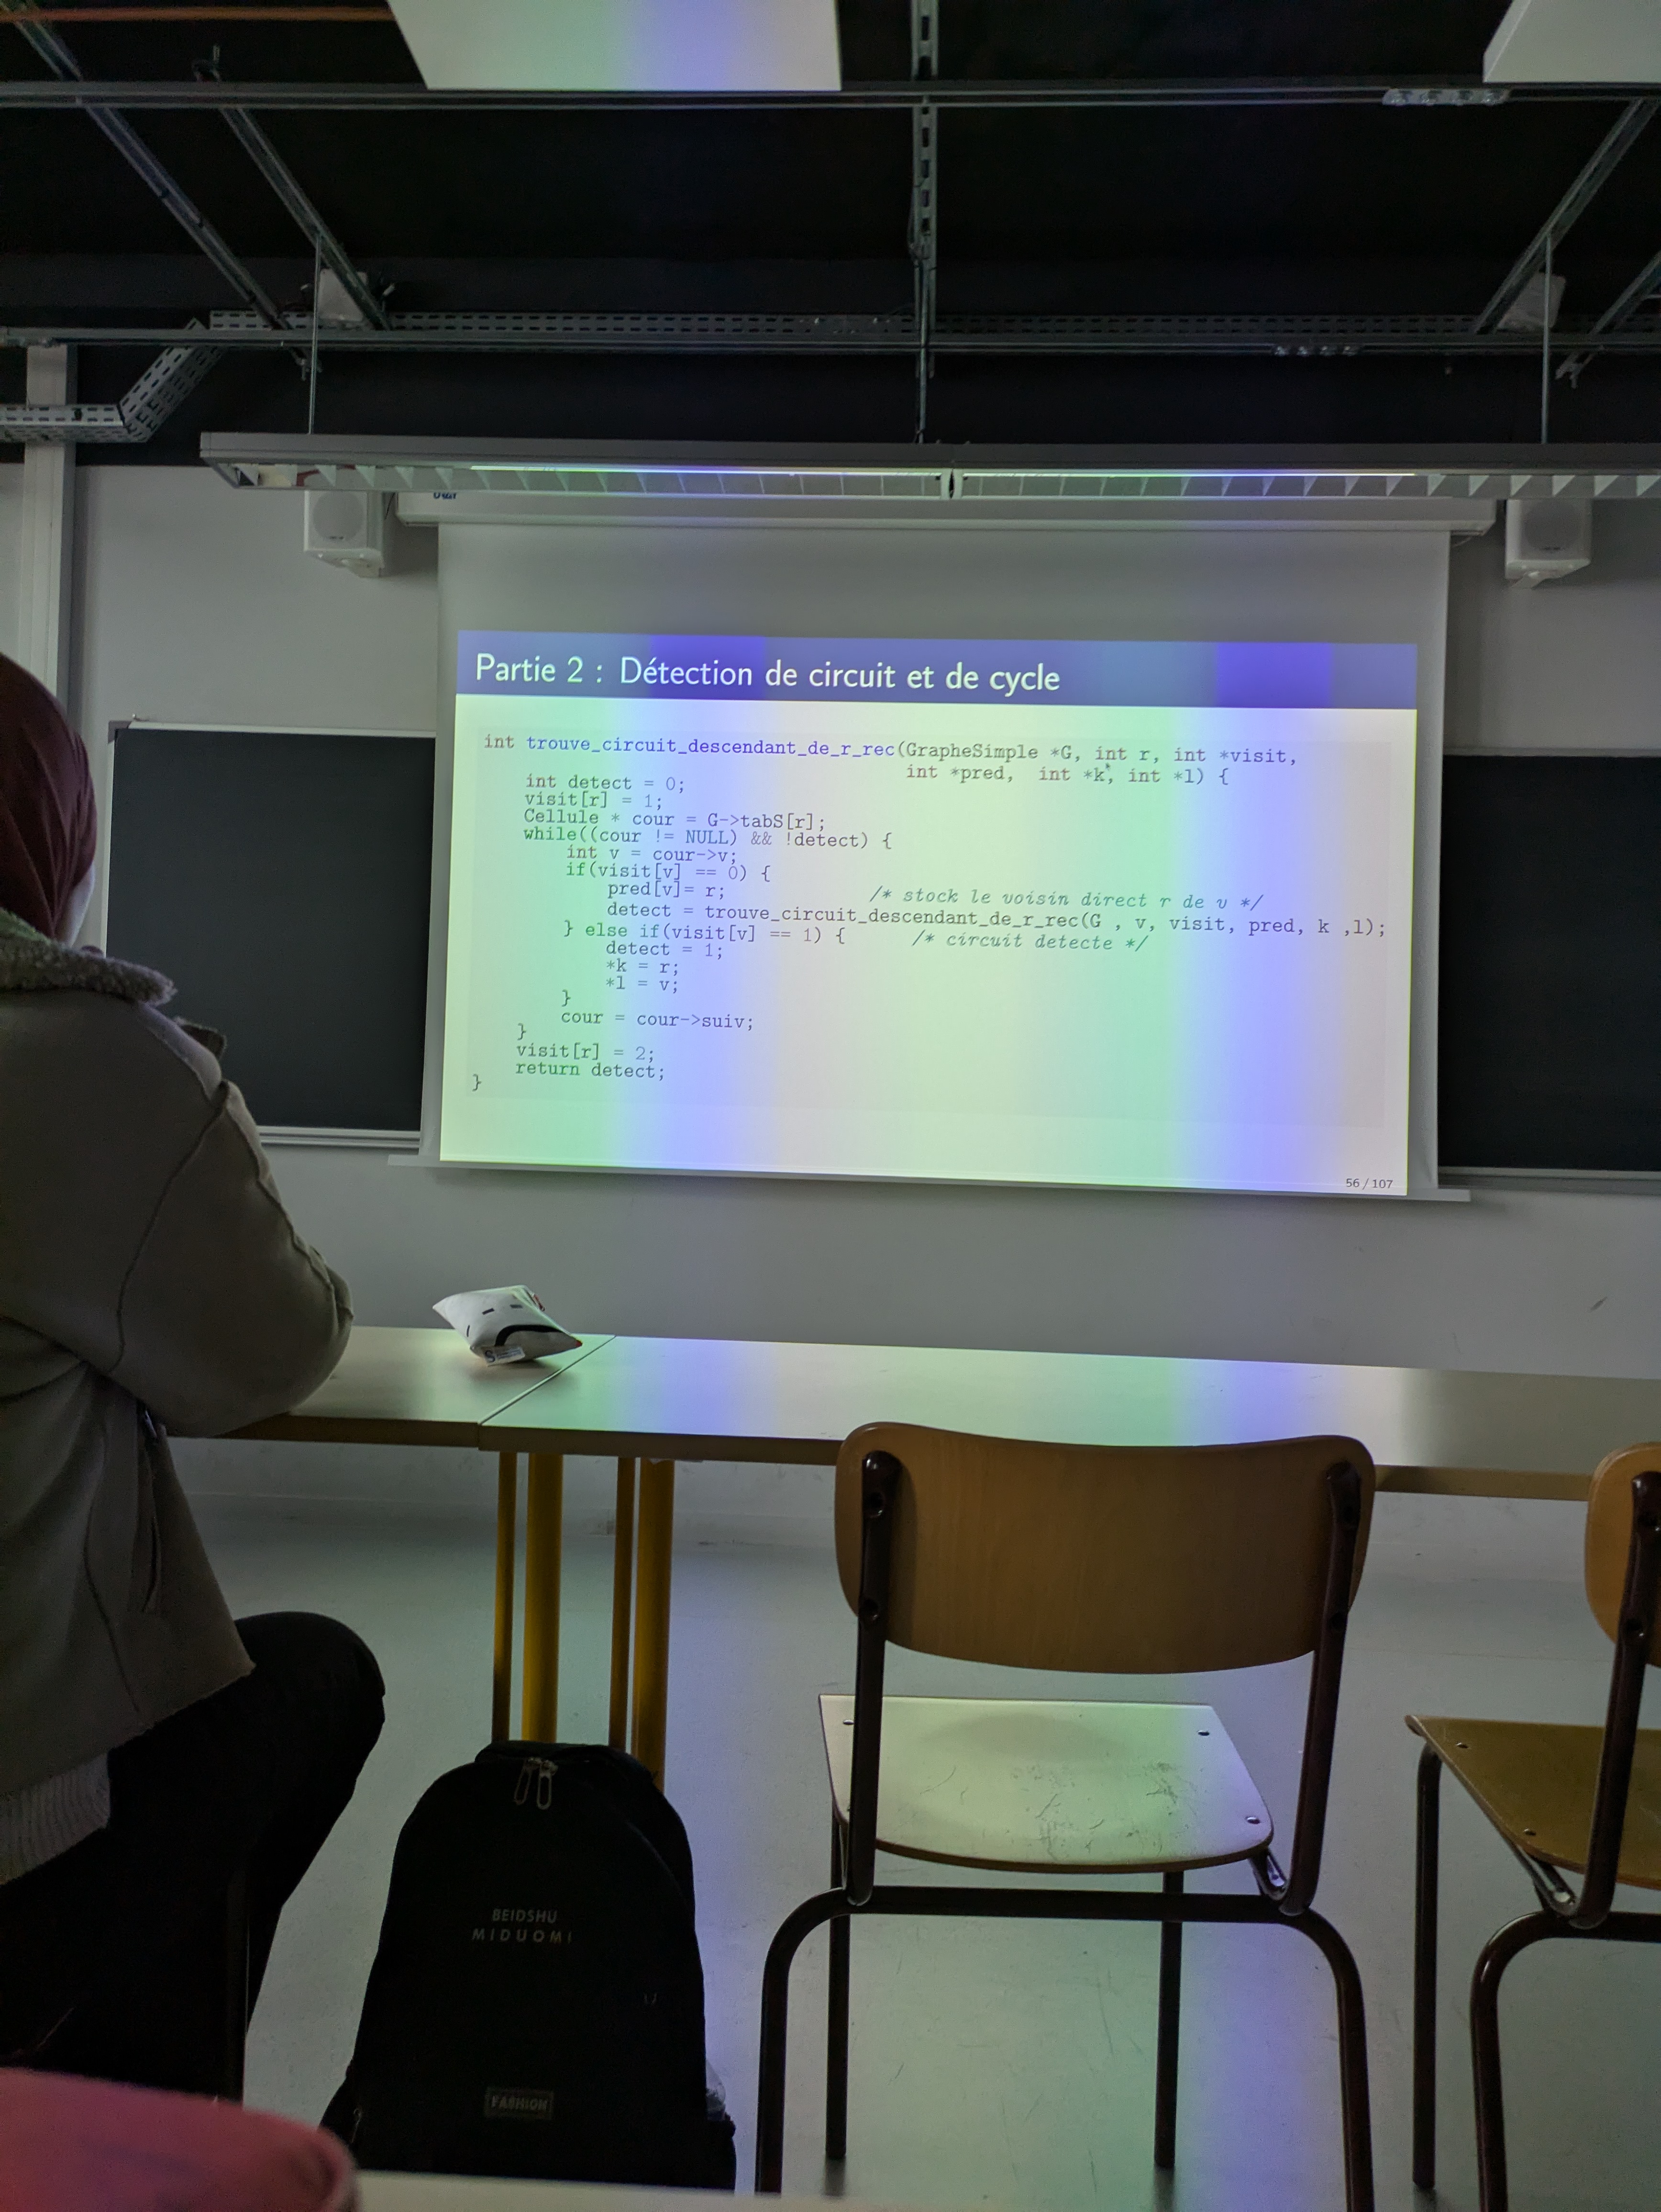 Partie 2 : Détection de circuit et de cycle
int trouve_circuit_descendant_de_r_rec(GrapheSimple *G, int r, int *visit,
int *pred, int *k, int *l) {
int detect = 0;
visit[r] = 1;
Cellule * cour = G->tabS[r];
while((cour != NULL) && !detect) {
int v = cour->v;
if(visit[v] == 0) {
pred[v]= r; /* stock le voisin direct r de v */
detect = trouve_circuit_descendant_de_r_rec(G , v, visit, pred, k ,l);
} else if(visit[v] == 1) { /* circuit detecte */
detect = 1;
*k = r;
*l = v;
}
cour = cour->suiv;
}
visit[r] = 2;
return detect;
}
56 / 107
BEIDSHU
MIDUOMI
FASHION